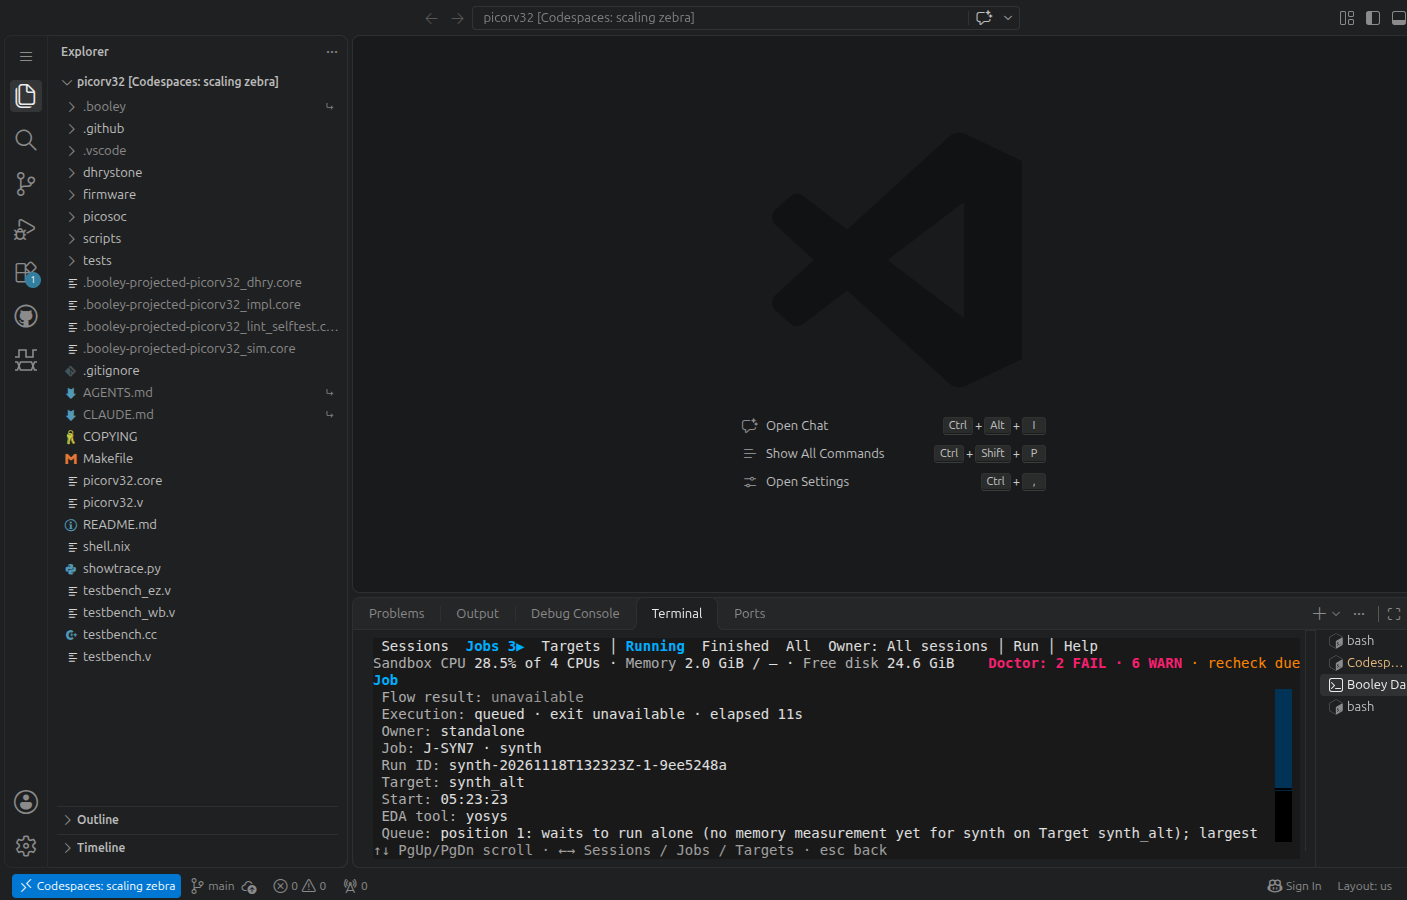 picorv32 [Codespaces: scaling zebra]
Explorer
picorv32 [Codespaces: scaling zebra]
.booley
.github
.vscode
dhrystone
firmware
picosoc
scripts
tests
.booley-projected-picorv32_dhry.core
.booley-projected-picorv32_impl.core
.booley-projected-picorv32_lint_selftest.c...
.booley-projected-picorv32_sim.core
.gitignore
AGENTS.md
CLAUDE.md
COPYING
Makefile
picorv32.core
picorv32.v
README.md
shell.nix
showtrace.py
testbench_ez.v
testbench_wb.v
testbench.cc
testbench.v
Outline
Timeline
1
Open Chat Ctrl + Alt + I
Show All Commands Ctrl + Shift + P
Open Settings Ctrl + ,
Problems Output Debug Console Terminal Ports
Sessions Jobs 3▶ Targets │ Running Finished All Owner: All sessions │ Run │ Help
Sandbox CPU 28.5% of 4 CPUs · Memory 2.0 GiB / — · Free disk 24.6 GiB Doctor: 2 FAIL · 6 WARN · recheck due
Job
Flow result: unavailable
Execution: queued · exit unavailable · elapsed 11s
Owner: standalone
Job: J-SYN7 · synth
Run ID: synth-20261118T132323Z-1-9ee5248a
Target: synth_alt
Start: 05:23:23
EDA tool: yosys
Queue: position 1: waits to run alone (no memory measurement yet for synth on Target synth_alt); largest
↑↓ PgUp/PgDn scroll · ←→ Sessions / Jobs / Targets · esc back
bash
Codesp...
Booley Da
bash
Codespaces: scaling zebra main 0 0 0 Sign In Layout: us